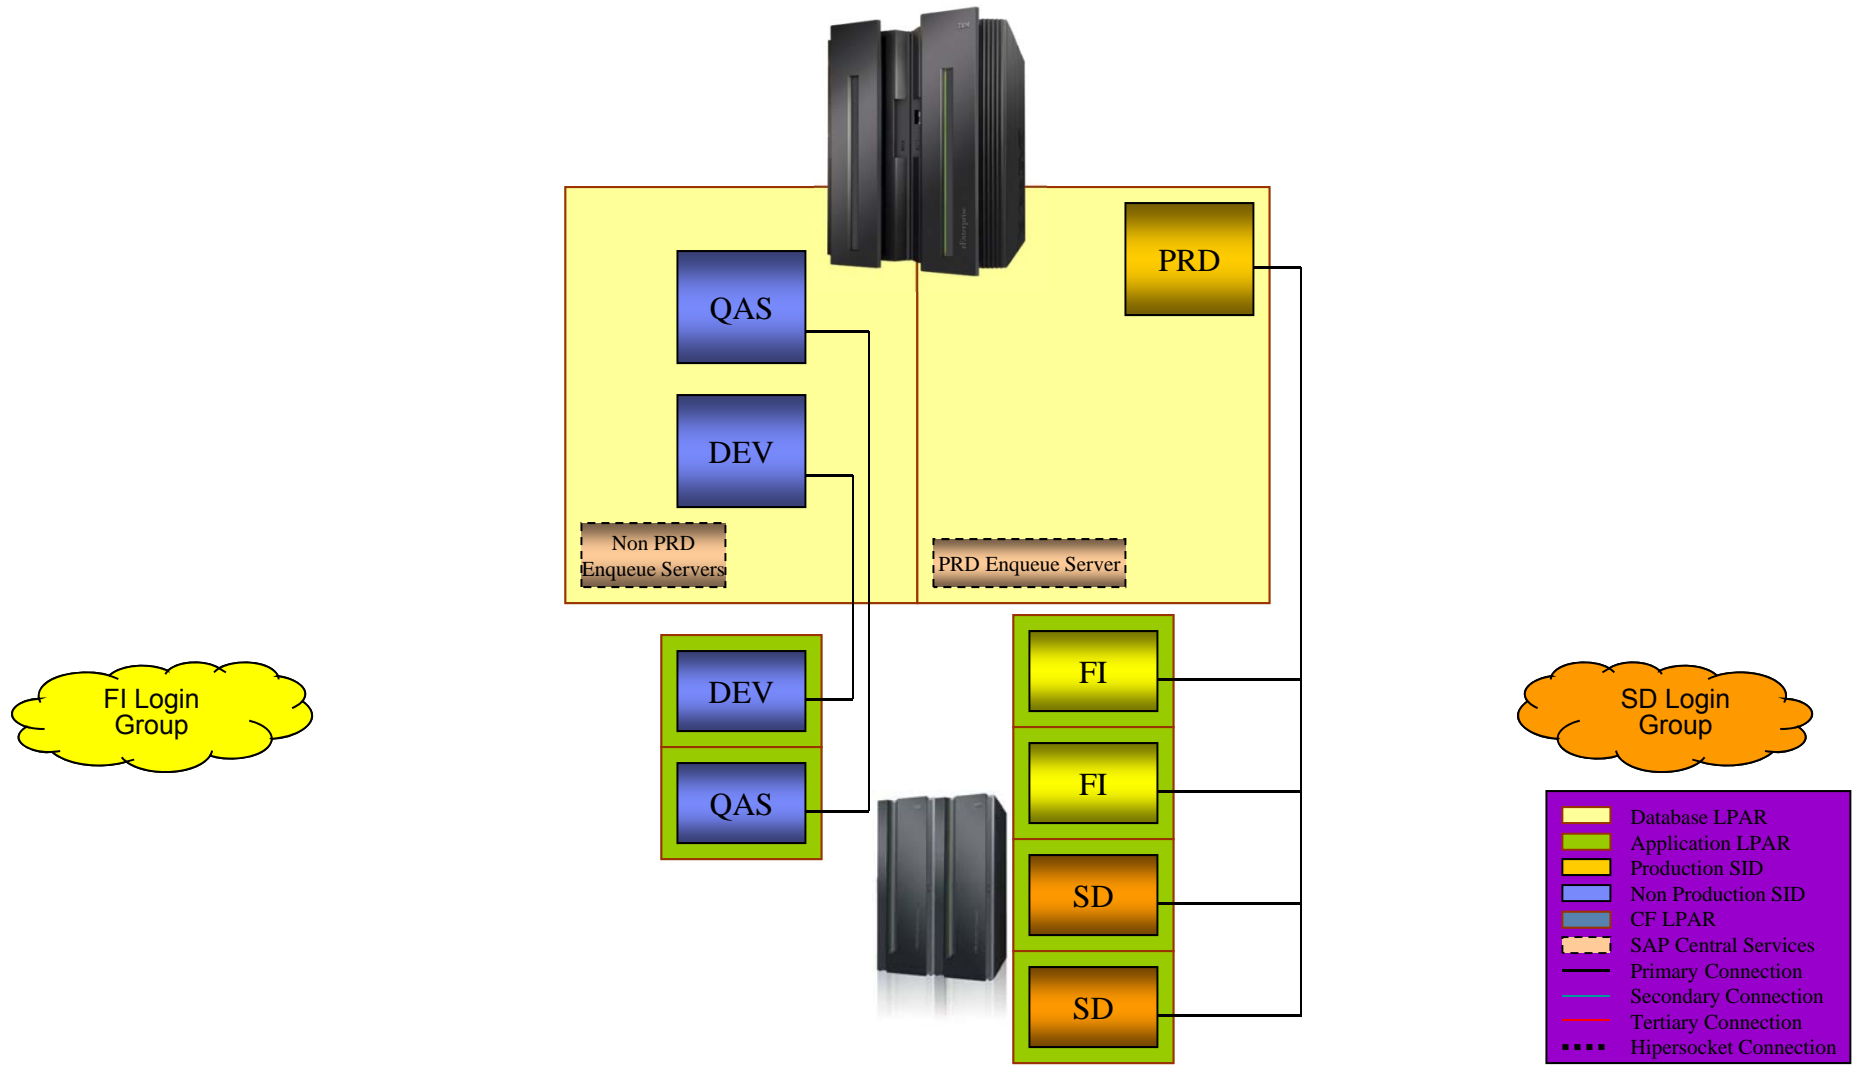 IBM
zEnterprise
PRD
QAS
DEV
Non PRD
Enqueue Servers
PRD Enqueue Server
FI Login
Group
DEV
QAS
FI
FI
SD
SD
SD Login
Group
Database LPAR
Application LPAR
Production SID
Non Production SID
CF LPAR
SAP Central Services
Primary Connection
Secondary Connection
Tertiary Connection
Hipersocket Connection